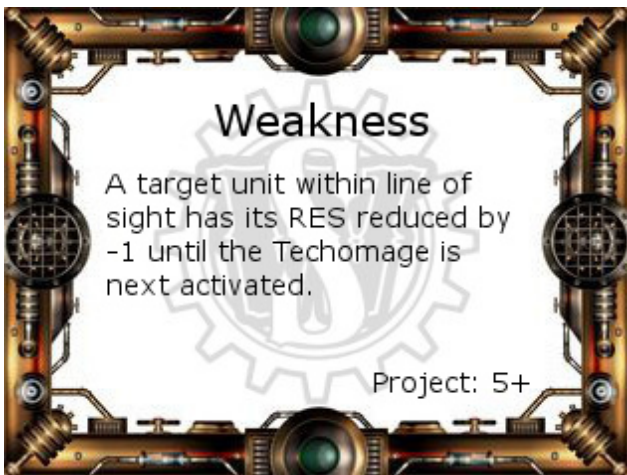 Weakness
A target unit within line of
sight has its RES reduced by
-1 until the Techomage is
next activated.
Project: 5+